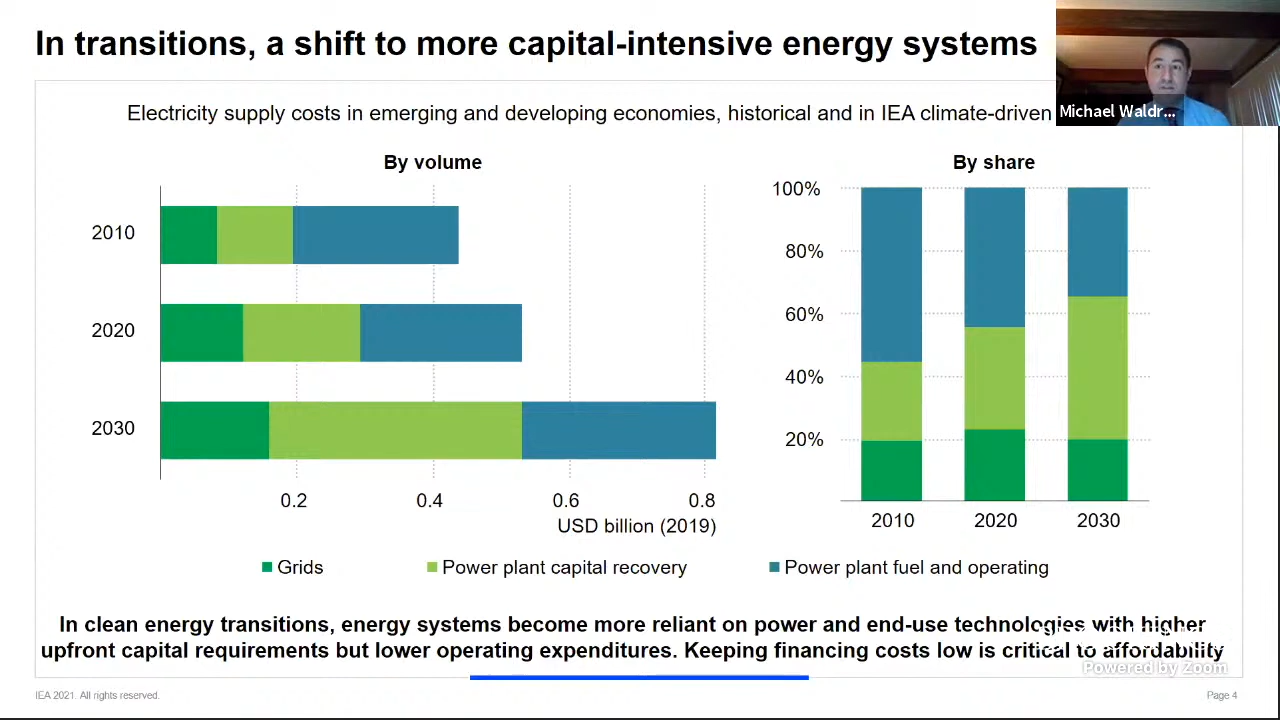 In transitions, a shift to more capital-intensive energy systems
Michael Waldr...
Electricity supply costs in emerging and developing economies, historical and in IEA climate-driven
By volume
2010
2020
2030
0.2 0.4 0.6 0.8
USD billion (2019)
By share
100%
80%
60%
40%
20%
2010 2020 2030
Grids Power plant capital recovery Power plant fuel and operating
In clean energy transitions, energy systems become more reliant on power and end-use technologies with higher
upfront capital requirements but lower operating expenditures. Keeping financing costs low is critical to affordability
Powered by Zoom
IEA 2021. All rights reserved.
Page 4